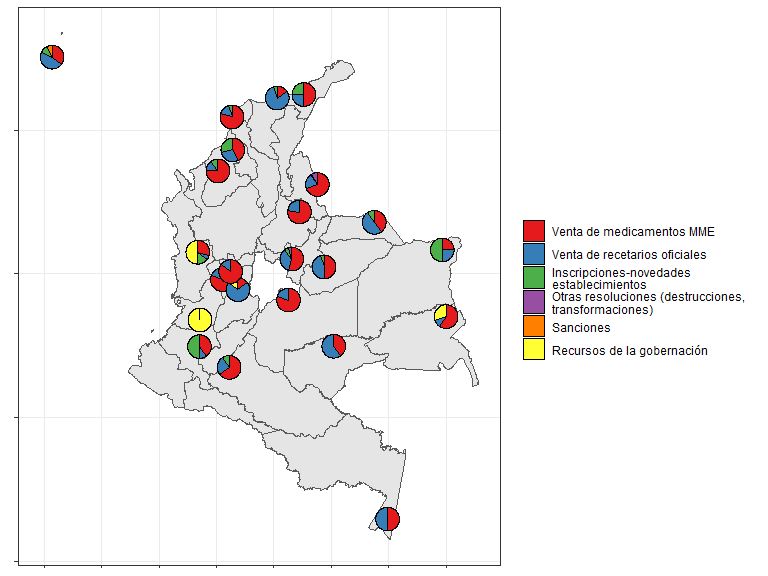 Venta de medicamentos MME
Venta de recetarios oficiales
Inscripciones-novedades
establecimientos
Otras resoluciones (destrucciones,
transformaciones)
Sanciones
Recursos de la gobernación